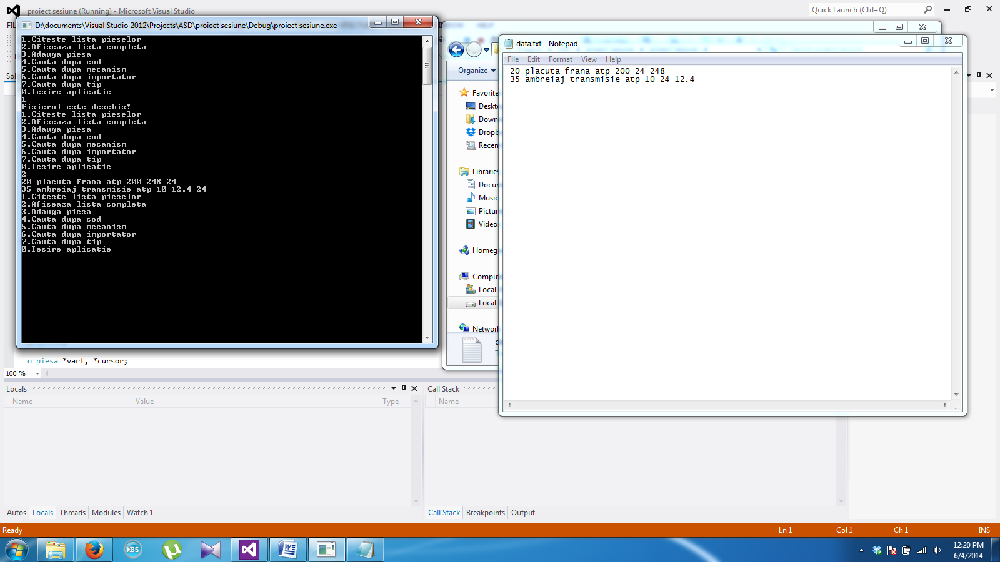 proiect sesiune (Running) - Microsoft Visual Studio
Quick Launch (Ctrl+Q)
D:\documents\Visual Studio 2012\Projects\ASD\proiect sesiune\Debug\proiect sesiune.exe
1.Citeste lista pieselor
2.Afiseaza lista completa
3.Adauga piesa
4.Cauta dupa cod
5.Cauta dupa mecanism
6.Cauta dupa importator
7.Cauta dupa tip
0.Iesire aplicatie
1
Fisierul este deschis!
1.Citeste lista pieselor
2.Afiseaza lista completa
3.Adauga piesa
4.Cauta dupa cod
5.Cauta dupa mecanism
6.Cauta dupa importator
7.Cauta dupa tip
0.Iesire aplicatie
2
20 placuta frana atp 200 248 24
35 ambreiaj transmisie atp 10 12.4 24
1.Citeste lista pieselor
2.Afiseaza lista completa
3.Adauga piesa
4.Cauta dupa cod
5.Cauta dupa mecanism
6.Cauta dupa importator
7.Cauta dupa tip
0.Iesire aplicatie
Organize
Favorite
Deskto
Down
Dropb
Recen
Libraries
Docu
Music
Pictur
Video
Homeg
Compu
Local
Local
Network
data.txt - Notepad
File Edit Format View Help
20 placuta frana atp 200 24 248
35 ambreiaj transmisie atp 10 24 12.4
o_piesa *varf, *cursor;
100 %
Locals
Name Value Type
Call Stack
Name
Autos Locals Threads Modules Watch 1
Call Stack Breakpoints Output
Ready
Ln 1 Col 1 Ch 1 INS
12:20 PM
6/4/2014